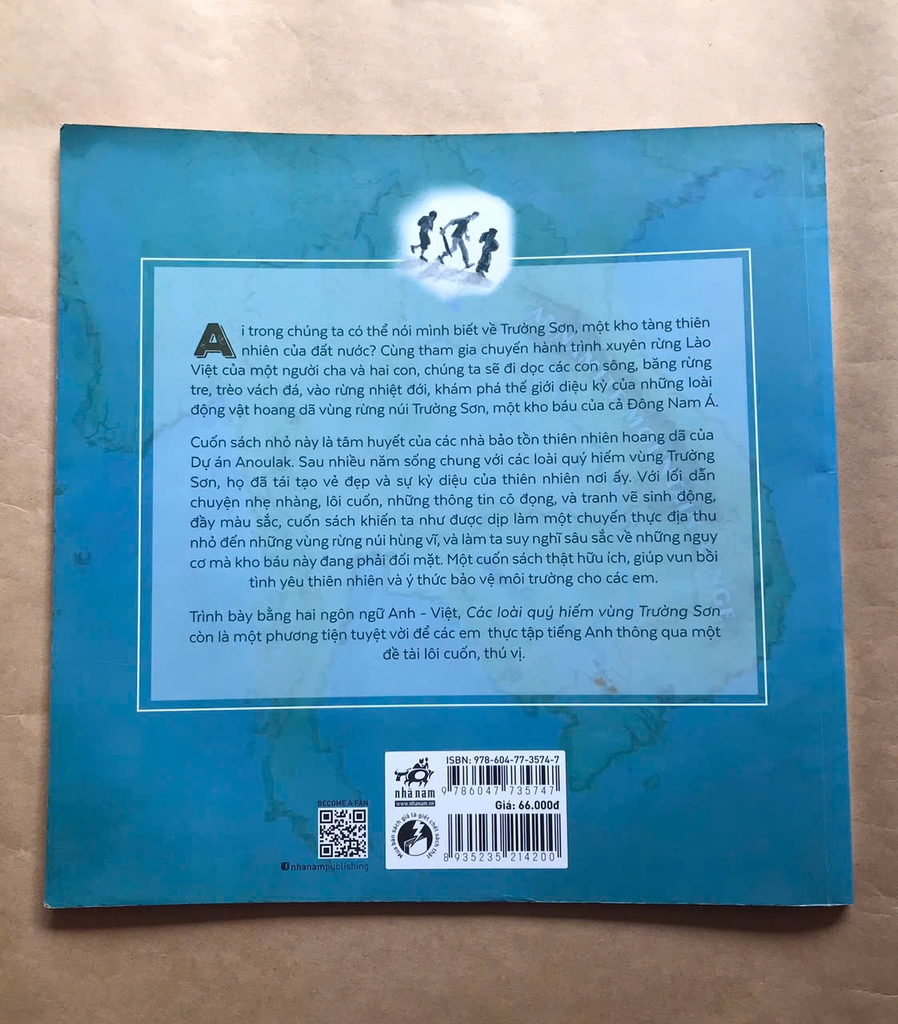 Ai trong chúng ta có thể nói mình biết về Trường Sơn, một kho tàng thiên
nhiên của đất nước? Cùng tham gia chuyến hành trình xuyên rừng Lào
Việt của một người cha và hai con, chúng ta sẽ đi dọc các con sông, băng rừng
tre, trèo vách đá, vào rừng nhiệt đới, khám phá thế giới diệu kỳ của những loài
động vật hoang dã vùng rừng núi Trường Sơn, một kho báu của cả Đông Nam Á.
Cuốn sách nhỏ này là tâm huyết của các nhà bảo tồn thiên nhiên hoang dã của
Dự án Anoulak. Sau nhiều năm sống chung với các loài quý hiếm vùng Trường
Sơn, họ đã tái tạo vẻ đẹp và sự kỳ diệu của thiên nhiên nơi ấy. Với lối dẫn
chuyện nhẹ nhàng, lôi cuốn, những thông tin cô đọng, và tranh vẽ sinh động,
đầy màu sắc, cuốn sách khiến ta như được dịp làm một chuyến thực địa thu
nhỏ đến những vùng rừng núi hùng vĩ, và làm ta suy nghĩ sâu sắc về những nguy
cơ mà kho báu này đang phải đối mặt. Một cuốn sách thật hữu ích, giúp vun bồi
tình yêu thiên nhiên và ý thức bảo vệ môi trường cho các em.
Trình bày bằng hai ngôn ngữ Anh - Việt, Các loài quý hiếm vùng Trường Sơn
còn là một phương tiện tuyệt vời để các em thực tập tiếng Anh thông qua một
đề tài lôi cuốn, thú vị.
BECOME A FAN
nhanampublishing
nhã nam
www.nhanam.vn
Mua bán sách giả là giết chết sách thật
ISBN: 978-604-77-3574-7
9 786047 735747
Giá: 66.000đ
8 935235 214200